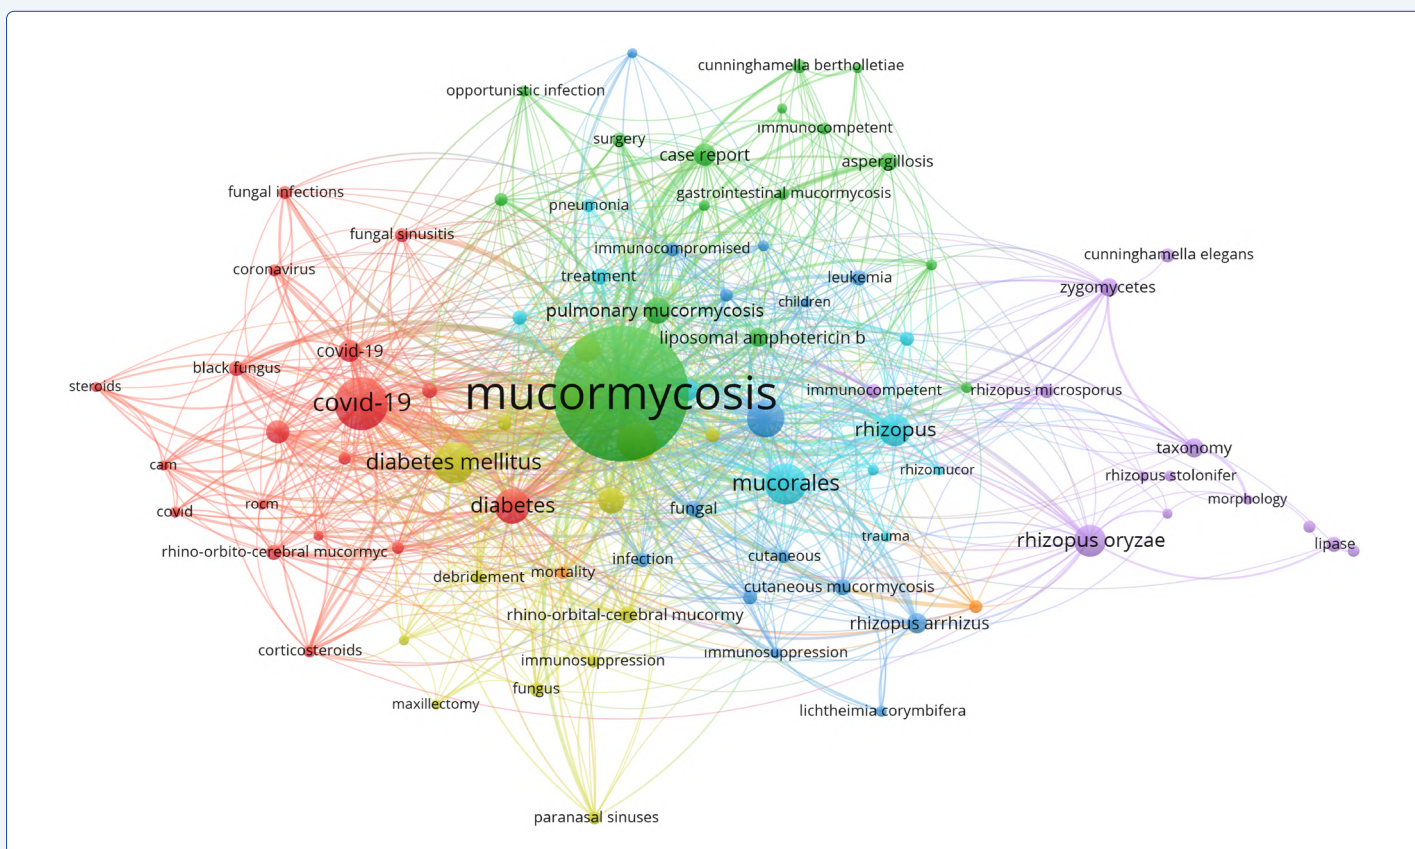 cunninghamella bertholletiae
opportunistic infection
immunocompetent
surgery
case report
aspergillosis
fungal infections
gastrointestinal mucormycosis
pneumonia
fungal sinusitis
immunocompromised
cunninghamella elegans
coronavirus
treatment
leukemia
zygomycetes
children
pulmonary mucormycosis
liposomal amphotericin b
covid-19
black fungus
steroids
mucormycosis
immunocompetent
rhizopus microsporus
covid-19
rhizopus
taxonomy
diabetes mellitus
cam
rhizomucor
rhizopus stolonifer
mucorales
morphology
rocm
diabetes
fungal
covid
trauma
rhizopus oryzae
lipase
rhino-orbito-cerebral mucormyc
infection
cutaneous
mortality
debridement
cutaneous mucormycosis
rhino-orbital-cerebral mucormy
rhizopus arrhizus
corticosteroids
immunosuppression
immunosuppression
fungus
maxillectomy
lichtheimia corymbifera
paranasal sinuses